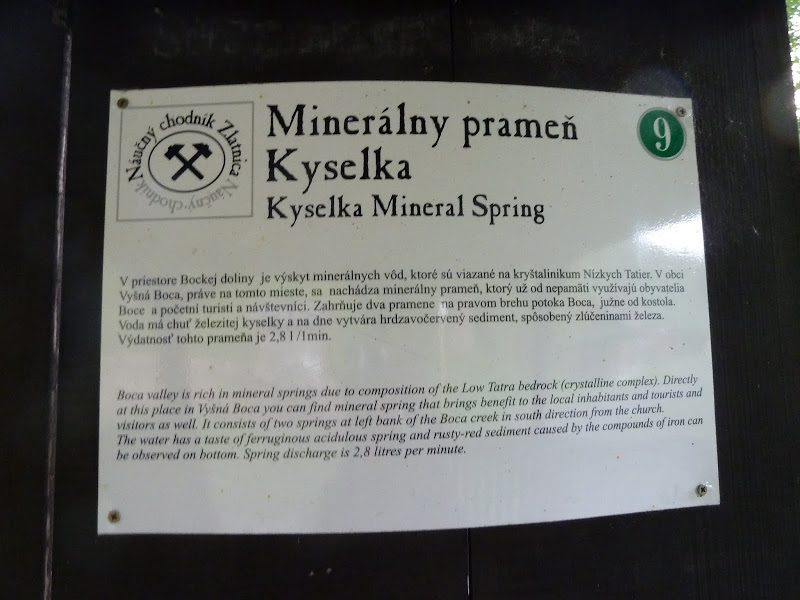 Náučný chodník Zlatnica
Náučný chodník
Minerálny prameň
Kyselka
Kyselka Mineral Spring
9
V priestore Bockej doliny je výskyt minerálnych vôd, ktoré sú viazané na kryštalinikum Nízkych Tatier. V obci
Vyšná Boca, práve na tomto mieste, sa nachádza minerálny prameň, ktorý už od nepamäti využívajú obyvatelia
Boce a početní turisti a návštevníci. Zahrňuje dva pramene na pravom brehu potoka Boca, južne od kostola.
Voda má chuť železitej kyselky a na dne vytvára hrdzavočervený sediment, spôsobený zlúčeninami železa.
Výdatnosť tohto prameňa je 2,8 l /1min.
Boca valley is rich in mineral springs due to composition of the Low Tatra bedrock (crystalline complex). Directly
at this place in Vyšná Boca you can find mineral spring that brings benefit to the local inhabitants and tourists and
visitors as well. It consists of two springs at left bank of the Boca creek in south direction from the church.
The water has a taste of ferruginous acidulous spring and rusty-red sediment caused by the compounds of iron can
be observed on bottom. Spring discharge is 2,8 litres per minute.